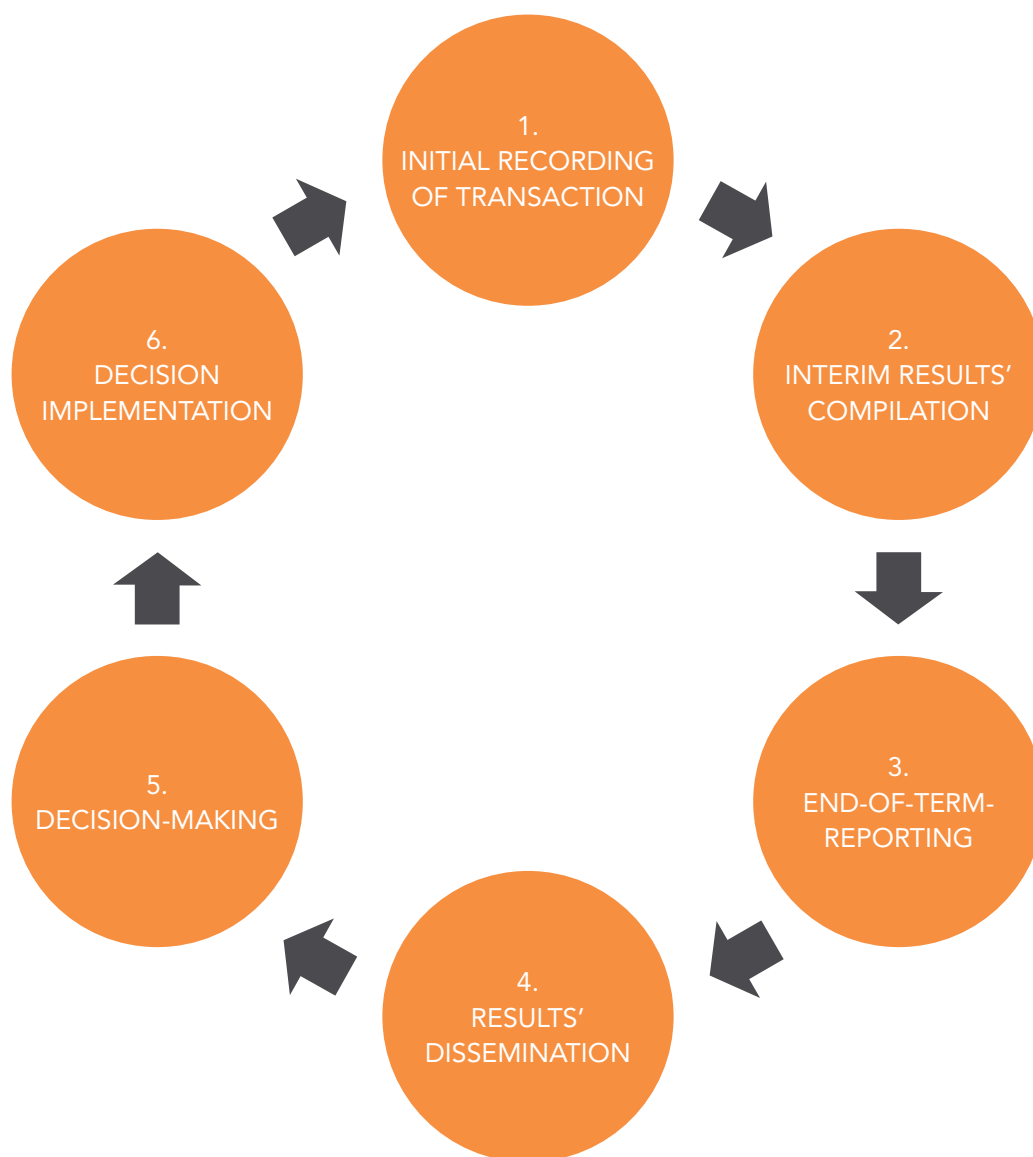 1.
INITIAL RECORDING
OF TRANSACTION
2.
INTERIM RESULTS’
COMPILATION
3.
END-OF-TERM-
REPORTING
4.
RESULTS’
DISSEMINATION
5.
DECISION-MAKING
6.
DECISION
IMPLEMENTATION